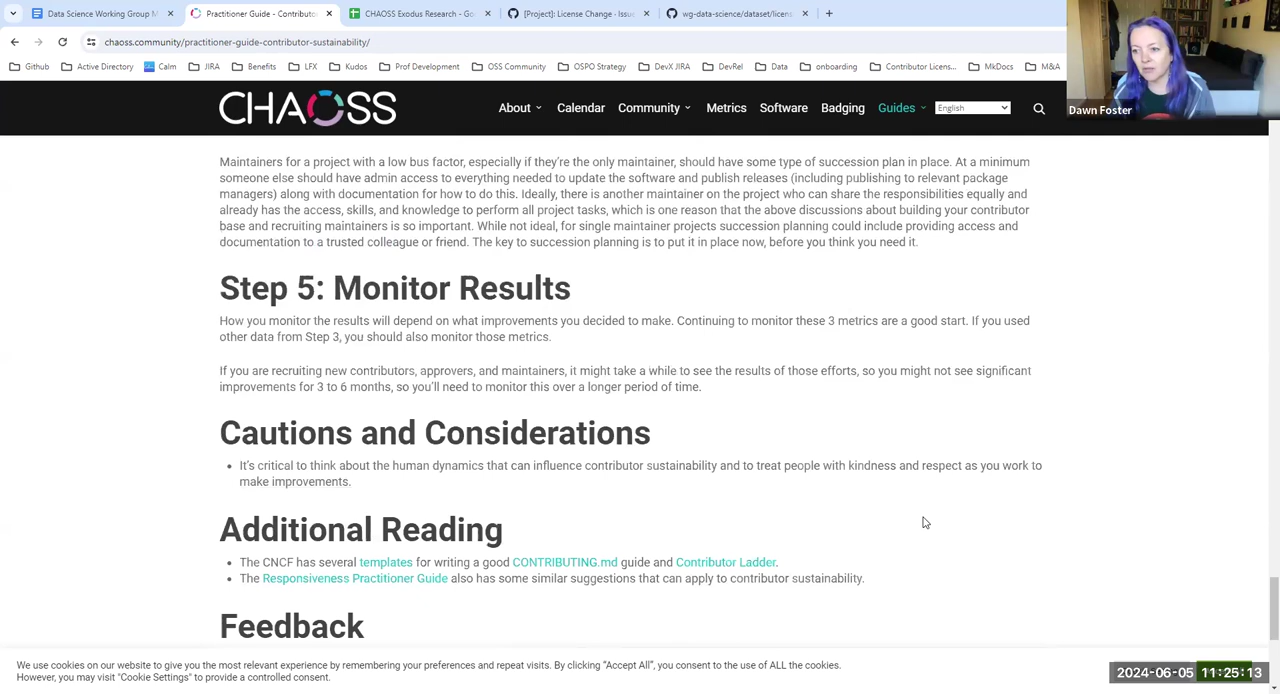 Data Science Working Group M
Practitioner Guide - Contributo
CHAOSS Exodus Research - Go
[Project]: License Change · Issu
wg-data-science/dataset/licens
chaoss.community/practitioner-guide-contributor-sustainability/
Github
Active Directory
Calm
JIRA
Benefits
LFX
Kudos
Prof Development
OSS Community
OSPO Strategy
DevX JIRA
DevRel
Data
onboarding
Contributor Licens...
MkDocs
M&A
Dawn Foster
CHAOSS
About
Calendar
Community
Metrics
Software
Badging
Guides
English
Maintainers for a project with a low bus factor, especially if they're the only maintainer, should have some type of succession plan in place. At a minimum
someone else should have admin access to everything needed to update the software and publish releases (including publishing to relevant package
managers) along with documentation for how to do this. Ideally, there is another maintainer on the project who can share the responsibilities equally and
already has the access, skills, and knowledge to perform all project tasks, which is one reason that the above discussions about building your contributor
base and recruiting maintainers is so important. While not ideal, for single maintainer projects succession planning could include providing access and
documentation to a trusted colleague or friend. The key to succession planning is to put it in place now, before you think you need it.
Step 5: Monitor Results
How you monitor the results will depend on what improvements you decided to make. Continuing to monitor these 3 metrics are a good start. If you used
other data from Step 3, you should also monitor those metrics.
If you are recruiting new contributors, approvers, and maintainers, it might take a while to see the results of those efforts, so you might not see significant
improvements for 3 to 6 months, so you'll need to monitor this over a longer period of time.
Cautions and Considerations
• It's critical to think about the human dynamics that can influence contributor sustainability and to treat people with kindness and respect as you work to
make improvements.
Additional Reading
• The CNCF has several templates for writing a good CONTRIBUTING.md guide and Contributor Ladder.
• The Responsiveness Practitioner Guide also has some similar suggestions that can apply to contributor sustainability.
Feedback
We use cookies on our website to give you the most relevant experience by remembering your preferences and repeat visits. By clicking "Accept All", you consent to the use of ALL the cookies.
However, you may visit "Cookie Settings" to provide a controlled consent.
2024-06-05 11:25:13